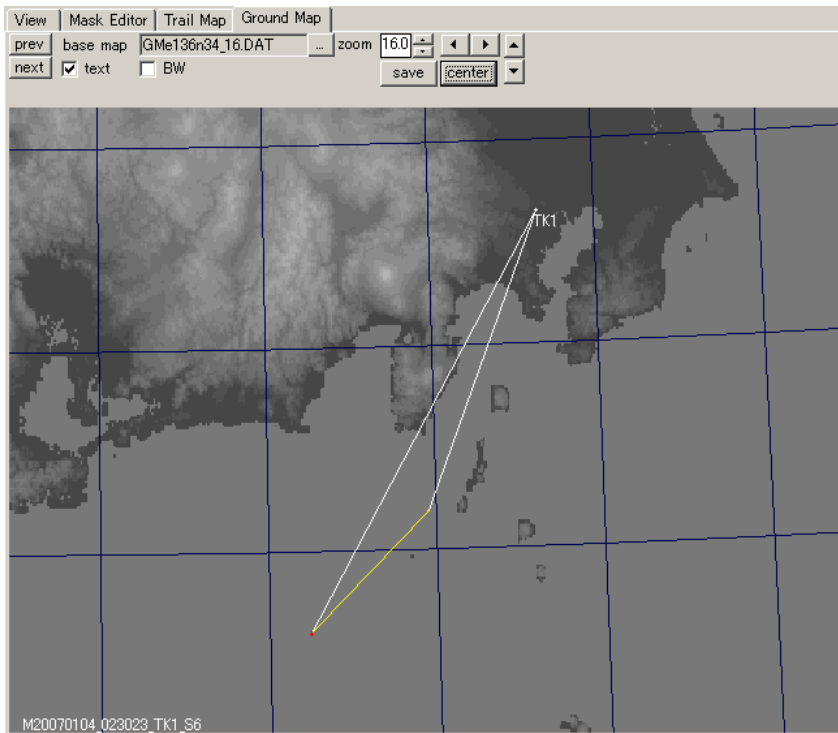 View Mask Editor Trail Map Ground Map
prev base map GMe136n34_16.DAT ... zoom 16.0
next text BW save center
TK1
M20070104_023023_TK1_S6